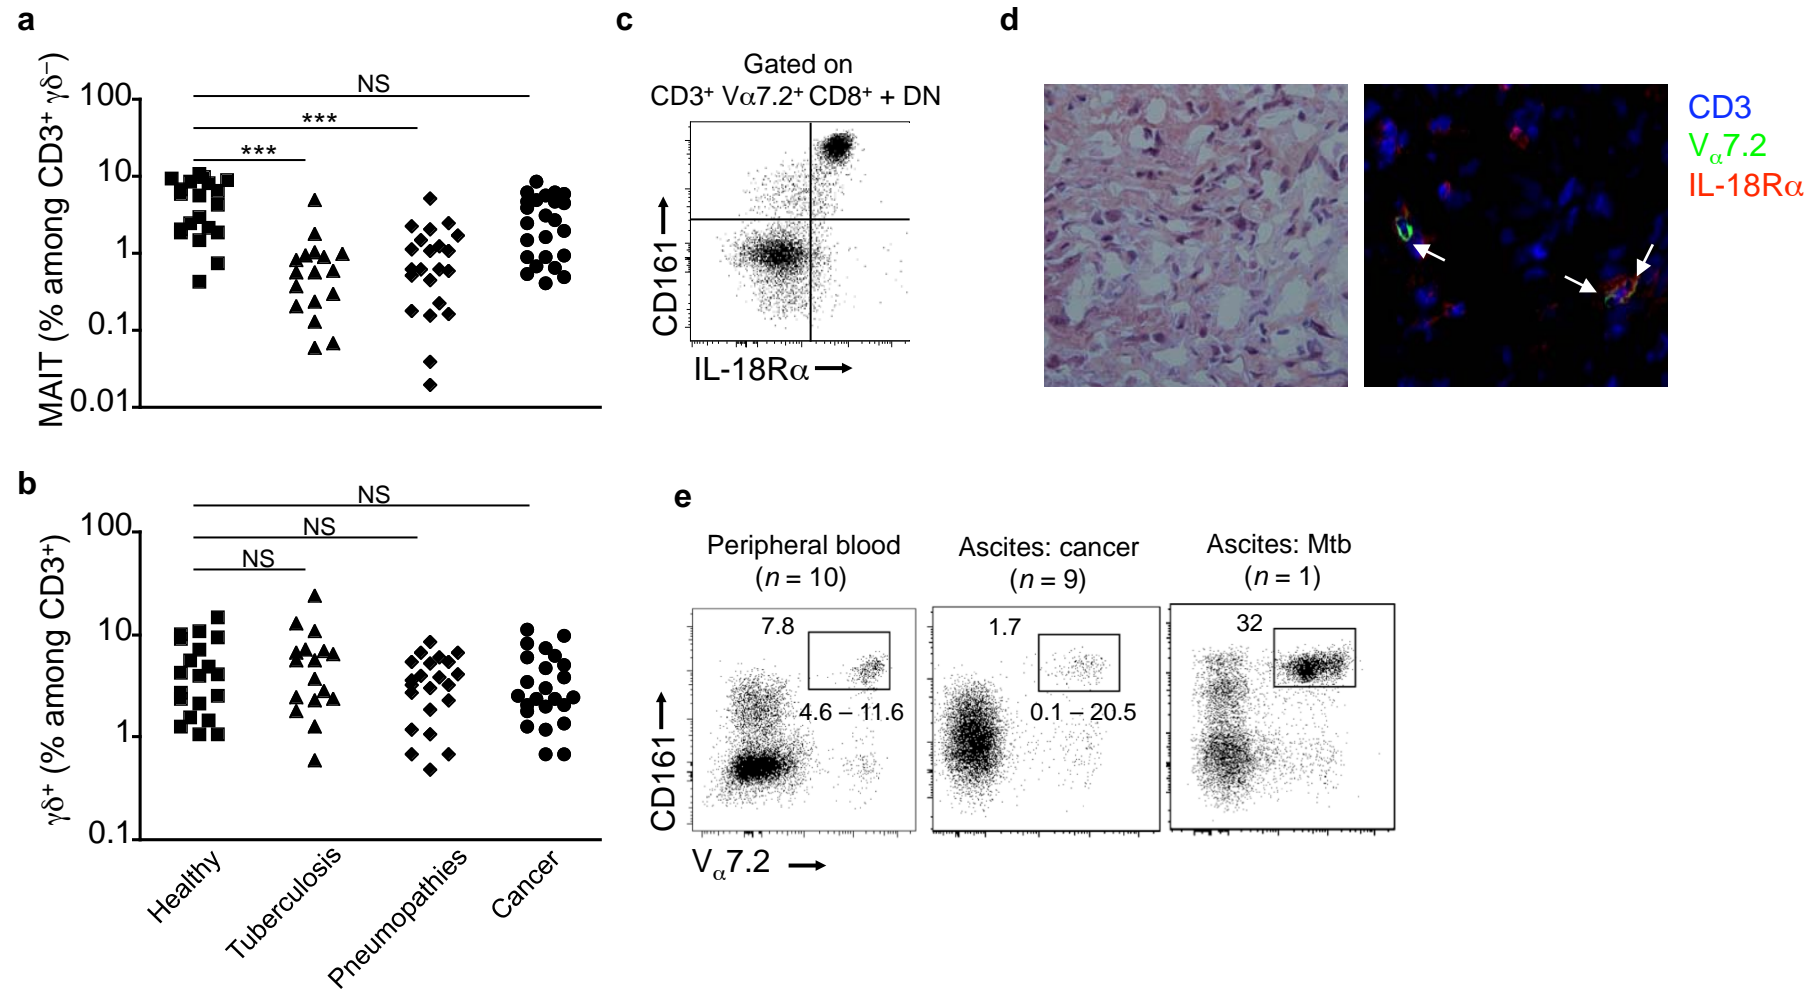 a
MAIT (% among CD3⁺ γδ⁻)
100
10
1
0.1
0.01
NS
***
***
b
γδ⁺ (% among CD3⁺)
100
10
1
0.1
NS
NS
NS
Healthy
Tuberculosis
Pneumopathies
Cancer
c
Gated on
CD3⁺ Vα7.2⁺ CD8⁺ + DN
CD161
IL-18Rα
d
CD3
Vα7.2
IL-18Rα
e
Peripheral blood
(n = 10)
7.8
4.6 – 11.6
Ascites: cancer
(n = 9)
1.7
0.1 – 20.5
Ascites: Mtb
(n = 1)
32
CD161
Vα7.2